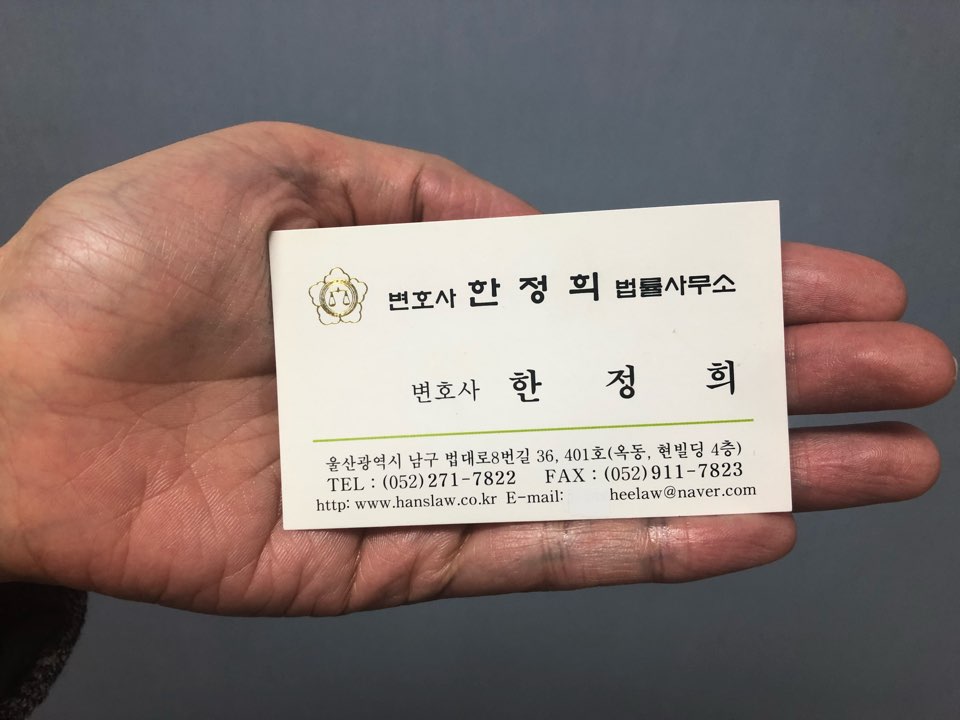 변호사 한정희 법률사무소
변호사 한 정 희
울산광역시 남구 법대로8번길 36, 401호(옥동, 현빌딩 4층)
TEL : (052) 271-7822 FAX : (052) 911-7823
http: www.hanslaw.co.kr E-mail: heelaw@naver.com